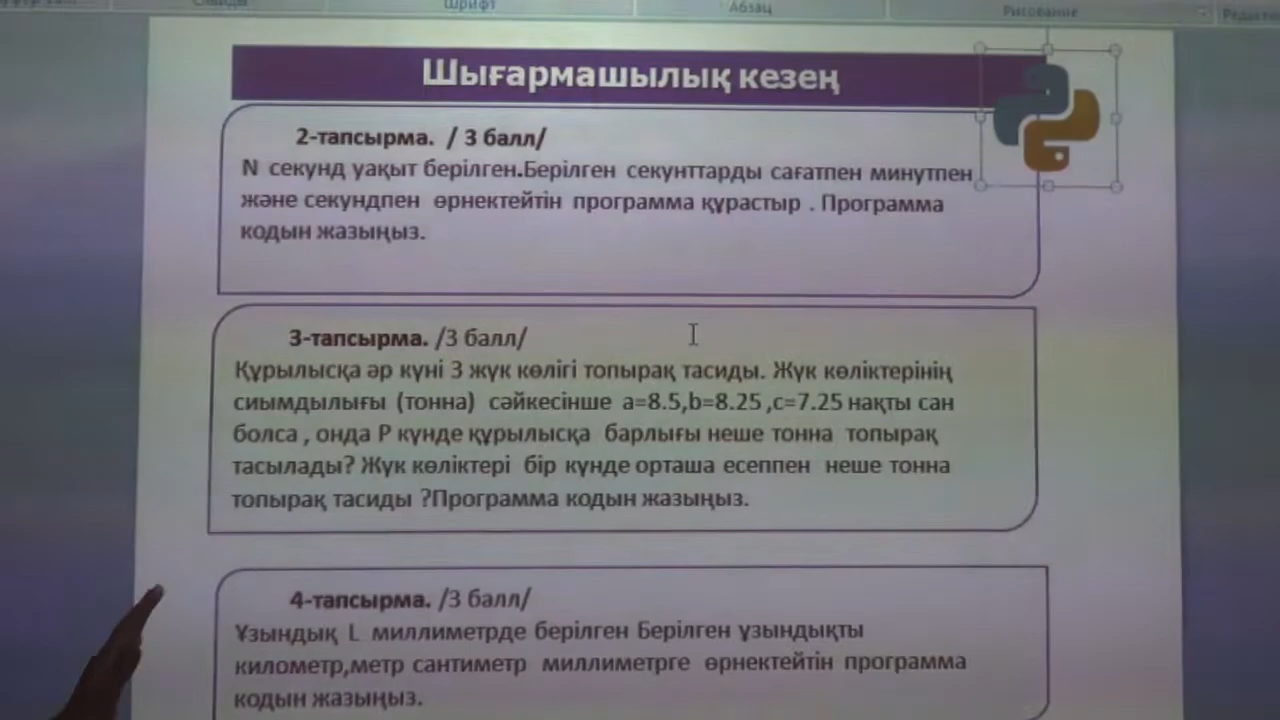 Шрифт
Абзац
Рисование
Шығармашылық кезең
2-тапсырма. / 3 балл/
N секунд уақыт берілген.Берілген секунттарды сағатпен минутпен
және секундпен өрнектейтін программа құрастыр . Программа
кодын жазыңыз.
3-тапсырма. /3 балл/
Құрылысқа әр күні 3 жүк көлігі топырақ тасиды. Жүк көліктерінің
сиымдылығы (тонна) сәйкесінше a=8.5,b=8.25 ,c=7.25 нақты сан
болса , онда P күнде құрылысқа барлығы неше тонна топырақ
тасылады? Жүк көліктері бір күнде орташа есеппен неше тонна
топырақ тасиды ?Программа кодын жазыңыз.
4-тапсырма. /3 балл/
Ұзындық L миллиметрде берілген Берілген ұзындықты
километр,метр сантиметр миллиметрге өрнектейтін программа
кодын жазыңыз.